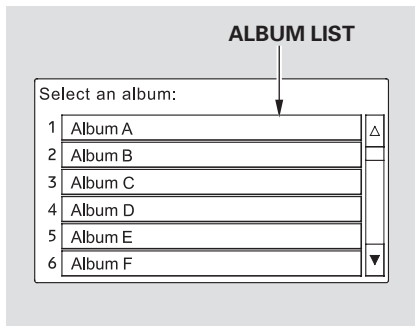 ALBUM LIST
Select an album:
1 Album A
2 Album B
3 Album C
4 Album D
5 Album E
6 Album F